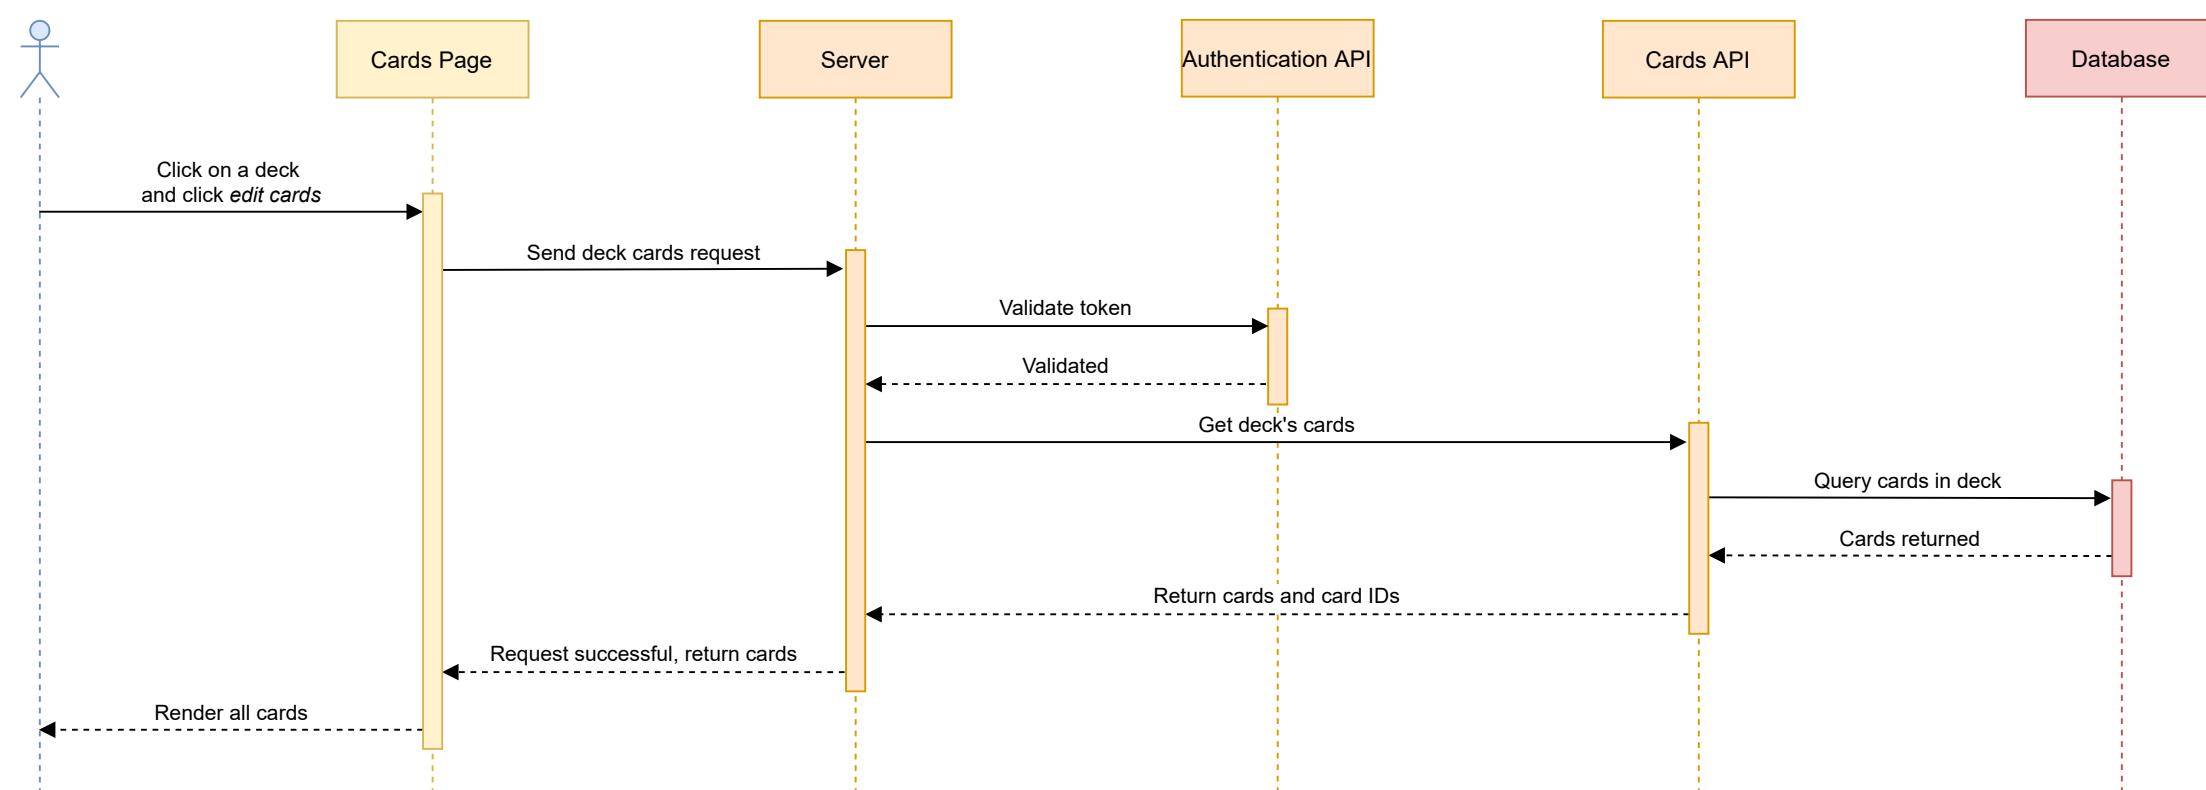 Cards Page
Server
Authentication API
Cards API
Database
Click on a deck
and click edit cards
Send deck cards request
Validate token
Validated
Get deck's cards
Query cards in deck
Cards returned
Return cards and card IDs
Request successful, return cards
Render all cards